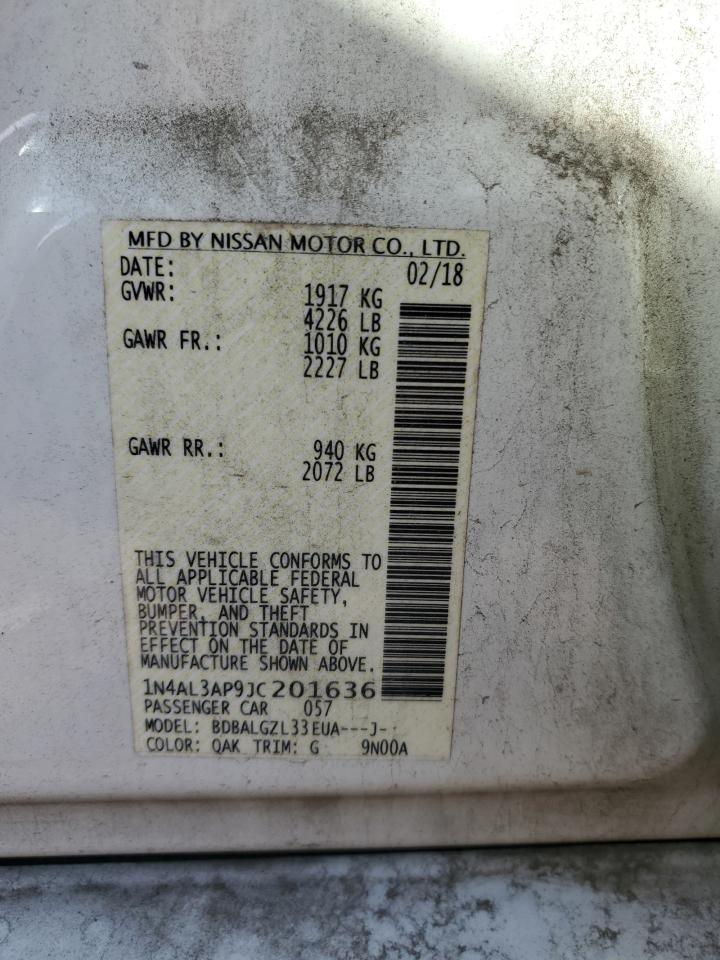 MFD BY NISSAN MOTOR CO., LTD.
DATE: 02/18
GVWR: 1917 KG
4226 LB
GAWR FR.: 1010 KG
2227 LB
GAWR RR.: 940 KG
2072 LB
THIS VEHICLE CONFORMS TO
ALL APPLICABLE FEDERAL
MOTOR VEHICLE SAFETY,
BUMPER, AND THEFT
PREVENTION STANDARDS IN
EFFECT ON THE DATE OF
MANUFACTURE SHOWN ABOVE.
1N4AL3AP9JC201636
PASSENGER CAR 057
MODEL: BDBALGZL33EUA---J-
COLOR: QAK TRIM: G 9N00A